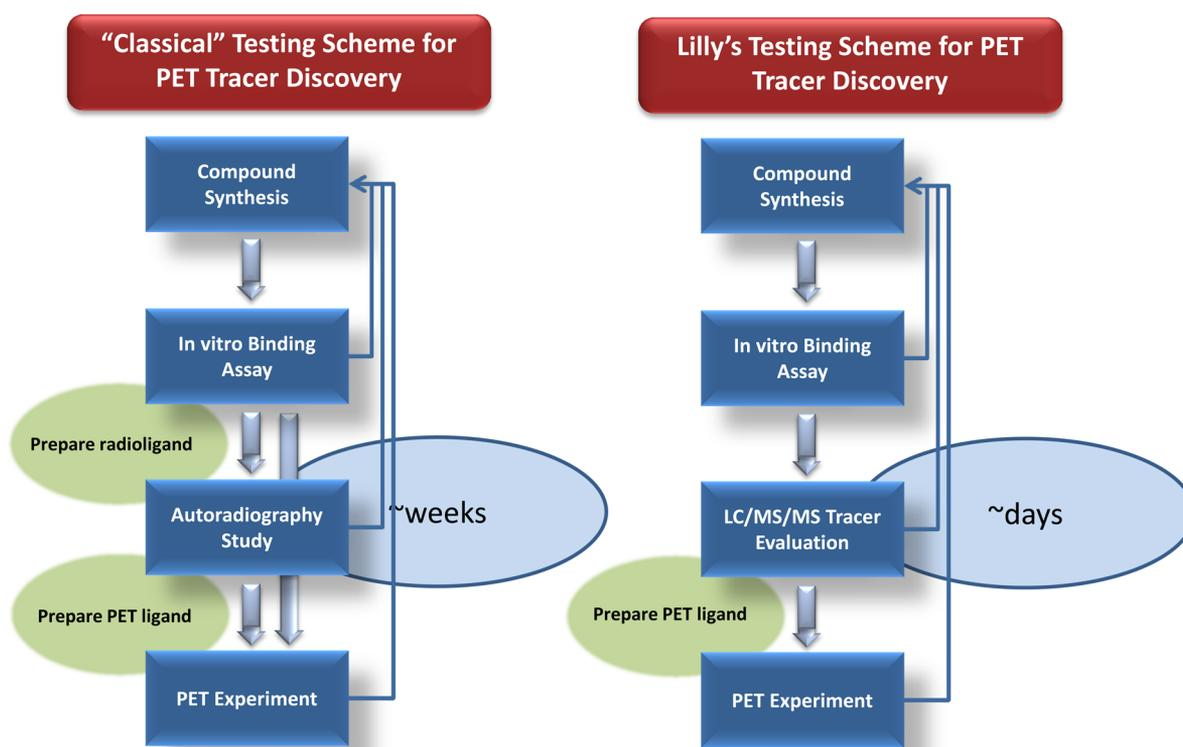 “Classical” Testing Scheme for
PET Tracer Discovery
Compound
Synthesis
In vitro Binding
Assay
Prepare radioligand
Autoradiography
Study
~weeks
Prepare PET ligand
PET Experiment
Lilly’s Testing Scheme for PET
Tracer Discovery
Compound
Synthesis
In vitro Binding
Assay
LC/MS/MS Tracer
Evaluation
~days
Prepare PET ligand
PET Experiment